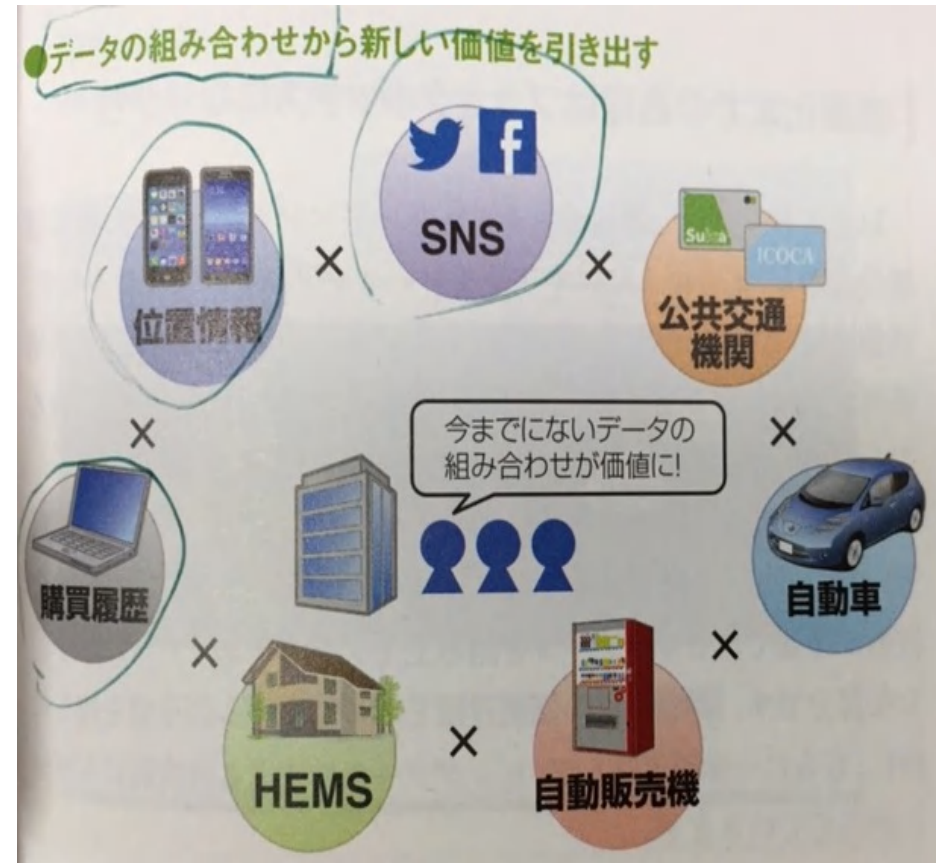 ●データの組み合わせから新しい価値を引き出す
SNS
×
×
Suica
ICOCA
位置情報
公共交通
機関
×
今までにないデータの
組み合わせが価値に!
×
購買履歴
自動車
×
×
HEMS
×
自動販売機